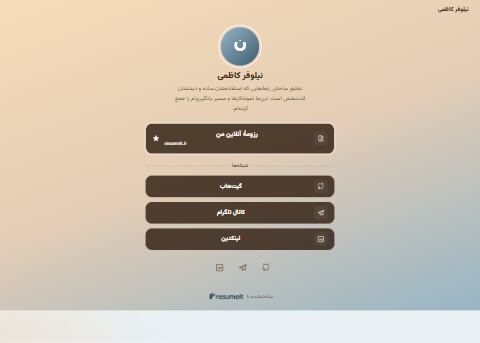 نیلوفر کاظمی
ن
نیلوفر کاظمی
عاشق ساختن رابط‌هایی که استفاده‌شان ساده و دیدنشان
لذت‌بخش است. این‌جا نمونه‌کارها و مسیر یادگیری‌ام را جمع
کرده‌ام.
رزومهٔ آنلاین من
resumeit.ir
شبکه‌ها
گیت‌هاب
کانال تلگرام
لینکدین
ساخته‌شده با resumeit